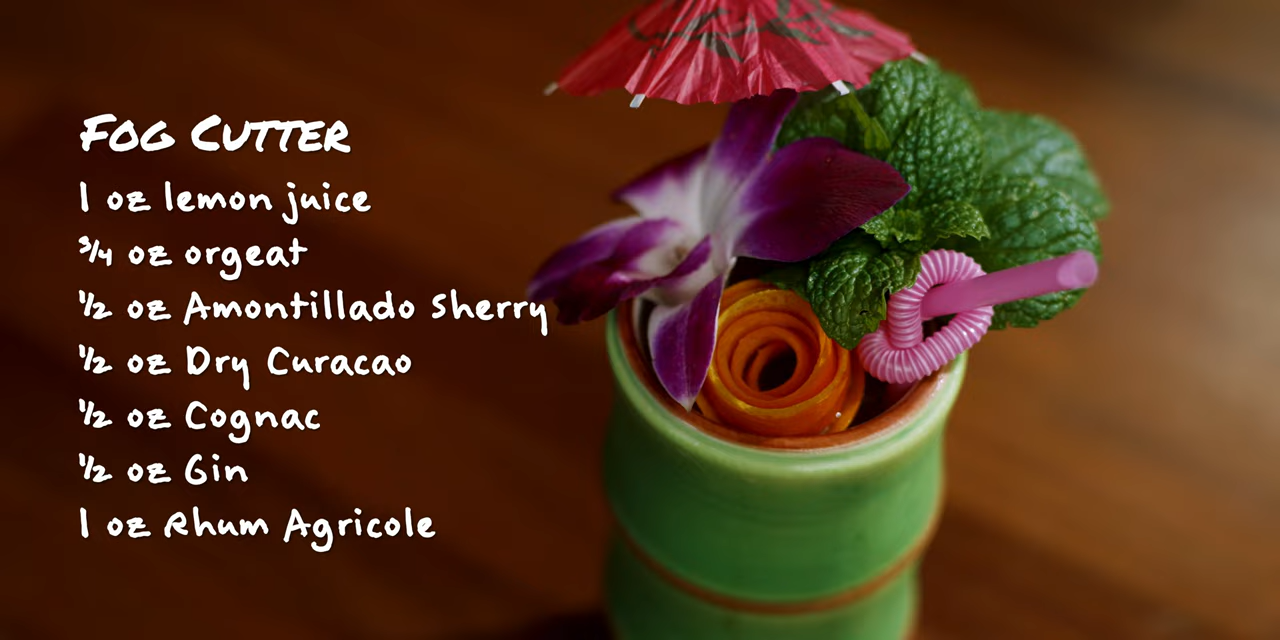 Fog Cutter
1 oz lemon juice
¾ oz orgeat
½ oz Amontillado Sherry
½ oz Dry Curacao
½ oz Cognac
½ oz Gin
1 oz Rhum Agricole